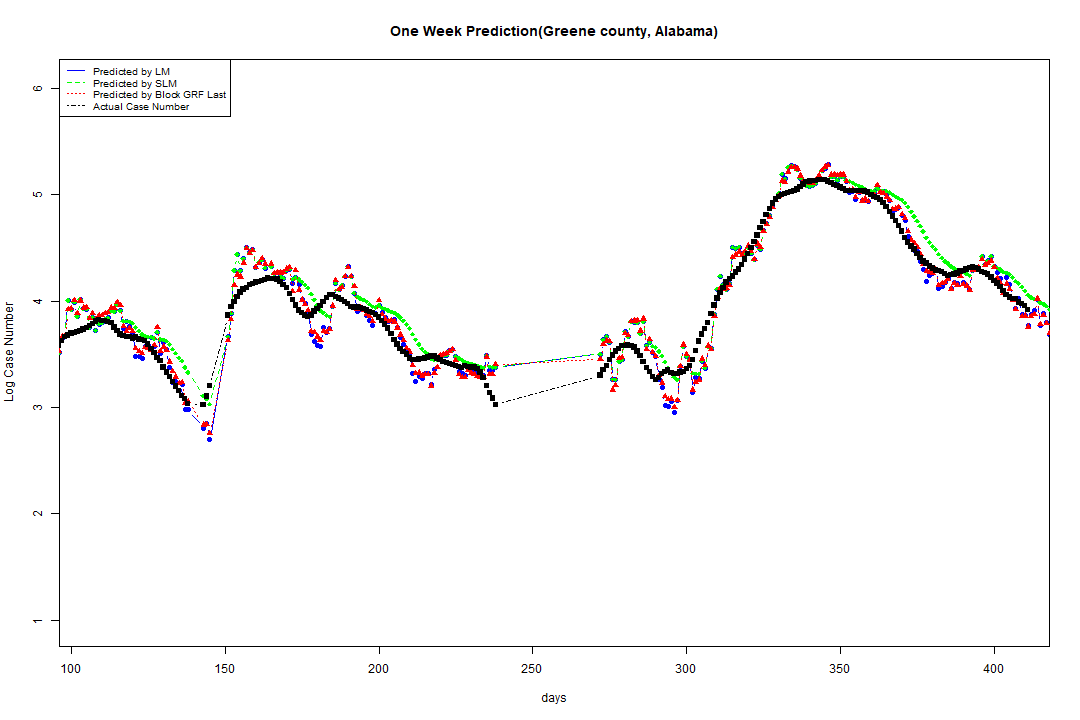 One Week Prediction(Greene county, Alabama)
Predicted by LM
Predicted by SLM
Predicted by Block GRF Last
Actual Case Number
Log Case Number
6
5
4
3
2
1
100 150 200 250 300 350 400
days